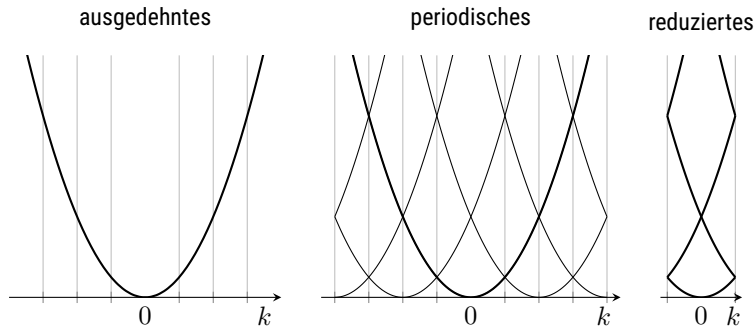 ausgedehntes
periodisches
reduziertes
0
k
0
k
0
k